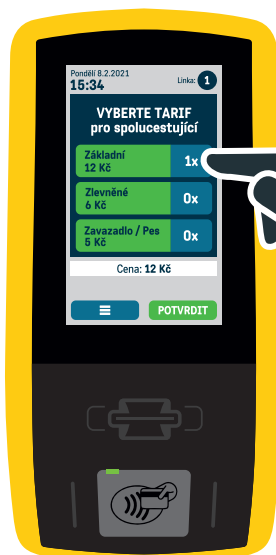 Pondělí 8.2.2021
15:34
Linka: 1
VYBERTE TARIF
pro spolucestující
Základní
12 Kč
1x
Zlevněné
6 Kč
0x
Zavazadlo / Pes
5 Kč
0x
Cena: 12 Kč
POTVRDIT